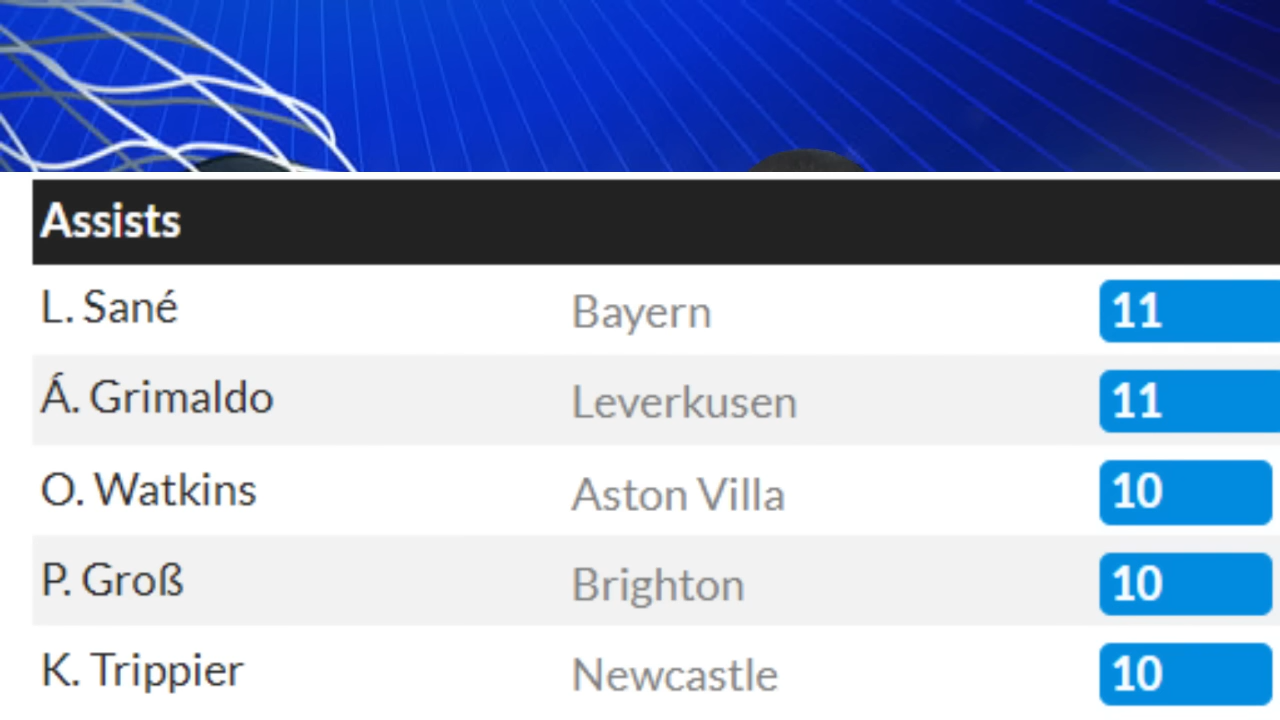 Assists
L. Sané Bayern 11
Á. Grimaldo Leverkusen 11
O. Watkins Aston Villa 10
P. Groß Brighton 10
K. Trippier Newcastle 10